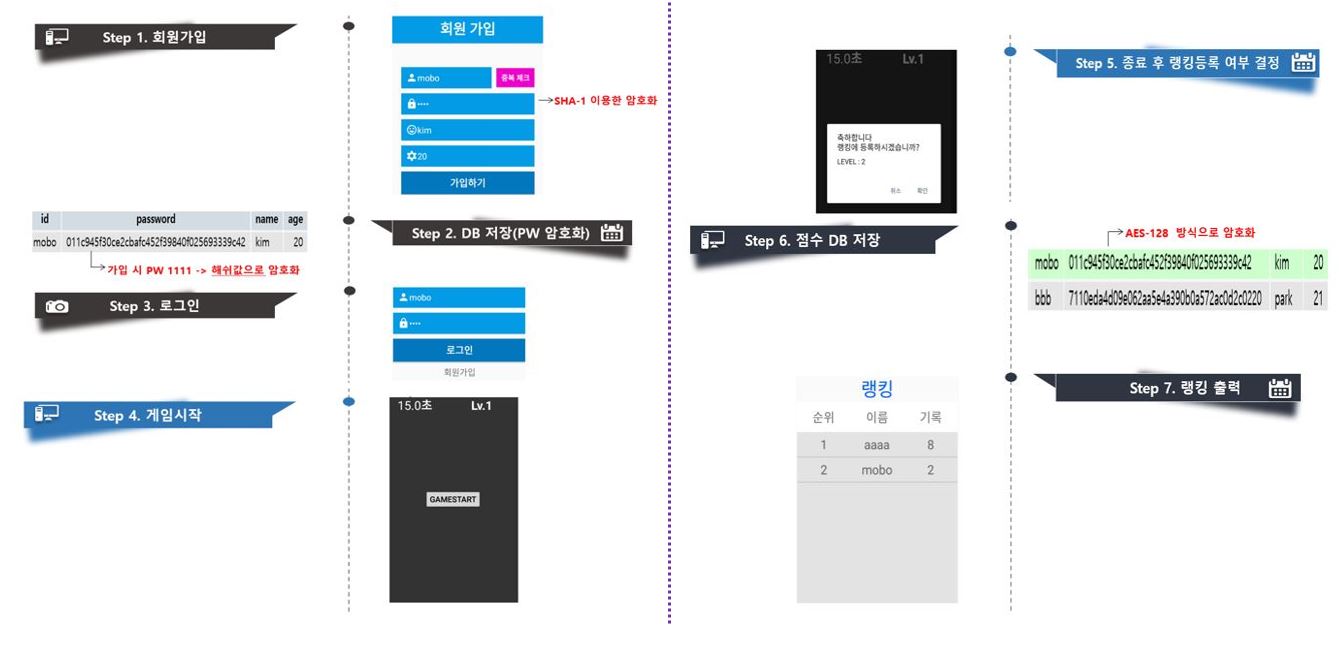 Step 1. 회원가입
회원 가입
mobo
중복 체크
····
SHA-1 이용한 암호화
kim
20
가입하기
id password name age
mobo 011c945f30ce2cbafc452f39840f025693339c42 kim 20
가입 시 PW 1111 -> 해쉬값으로 암호화
Step 2. DB 저장(PW 암호화)
Step 3. 로그인
mobo
····
로그인
회원가입
Step 4. 게임시작
15.0초 Lv.1
GAMESTART
Step 5. 종료 후 랭킹등록 여부 결정
15.0초 Lv.1
축하합니다
랭킹에 등록하시겠습니까?
LEVEL : 2
취소 확인
Step 6. 점수 DB 저장
AES-128 방식으로 암호화
mobo 011c945f30ce2cbafc452f39840f025693339c42 kim 20
bbb 7110eda4d09e062aa5e4a390b0a572ac0d2c0220 park 21
Step 7. 랭킹 출력
랭킹
순위 이름 기록
1 aaaa 8
2 mobo 2